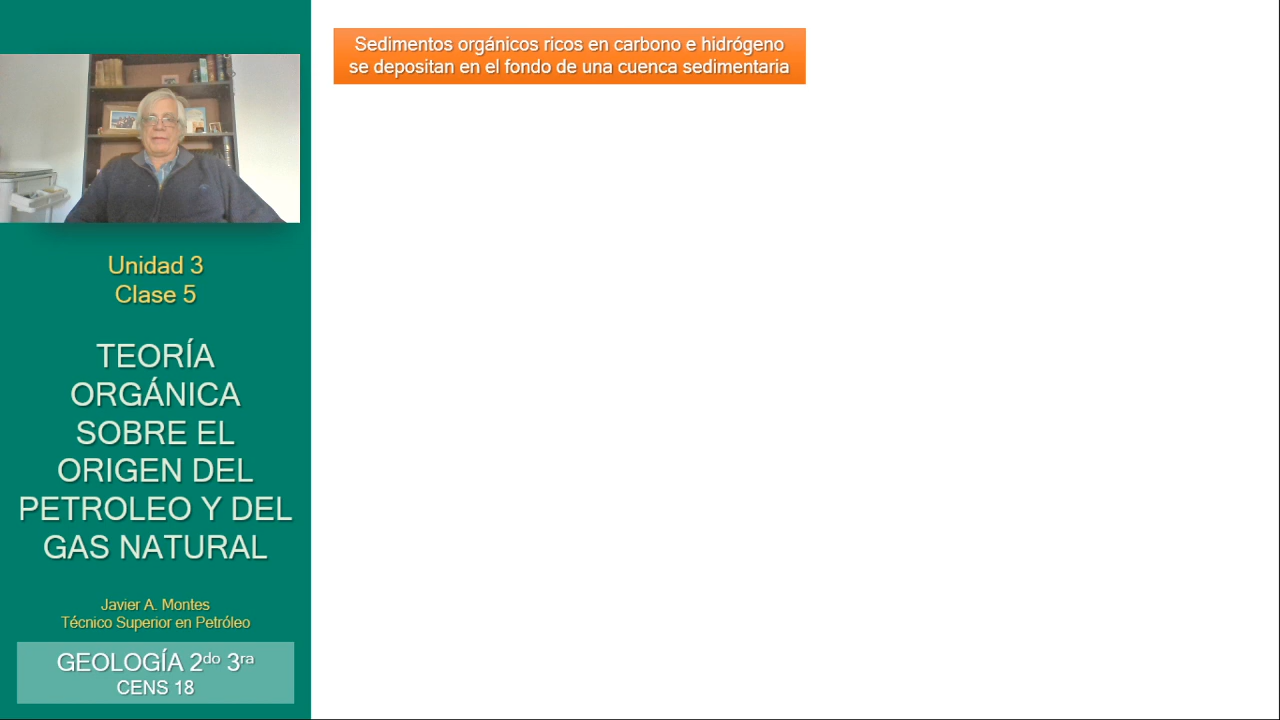 Sedimentos orgánicos ricos en carbono e hidrógeno
se depositan en el fondo de una cuenca sedimentaria
Unidad 3
Clase 5
TEORÍA
ORGÁNICA
SOBRE EL
ORIGEN DEL
PETROLEO Y DEL
GAS NATURAL
Javier A. Montes
Técnico Superior en Petróleo
GEOLOGÍA 2do 3ra
CENS 18